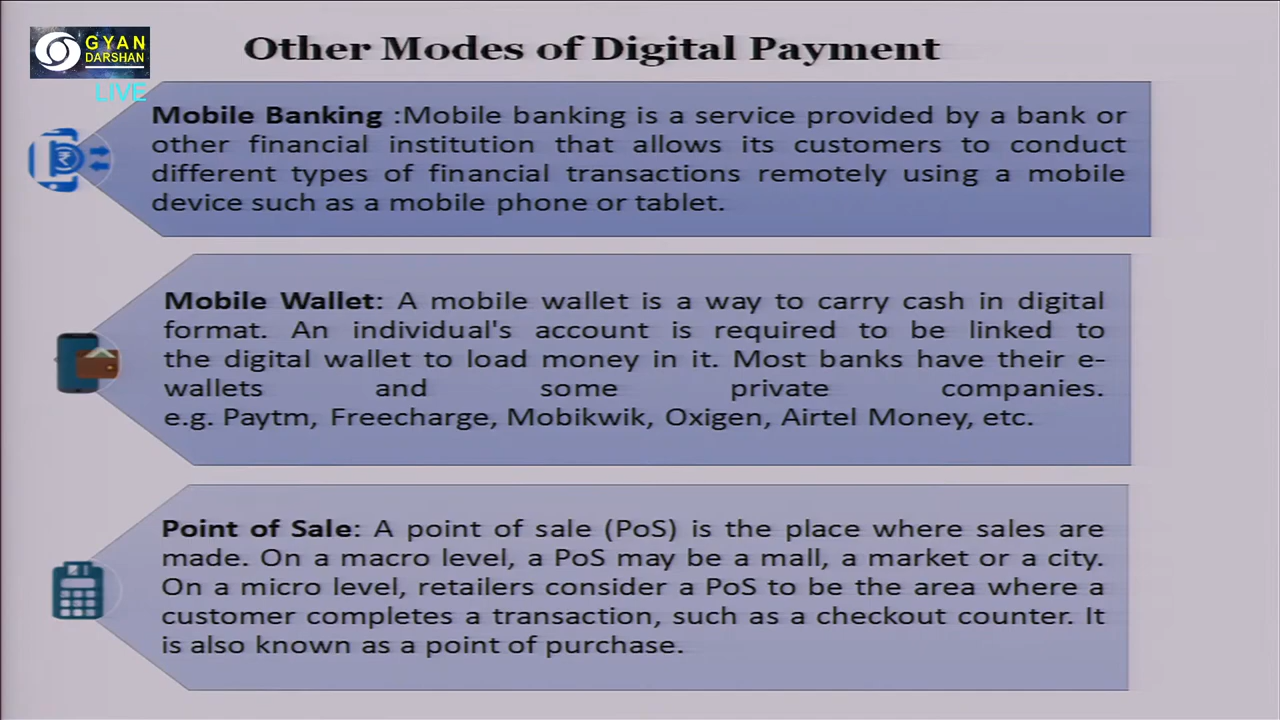 GYAN
DARSHAN
LIVE
Other Modes of Digital Payment
Mobile Banking :Mobile banking is a service provided by a bank or
other financial institution that allows its customers to conduct
different types of financial transactions remotely using a mobile
device such as a mobile phone or tablet.
Mobile Wallet: A mobile wallet is a way to carry cash in digital
format. An individual's account is required to be linked to
the digital wallet to load money in it. Most banks have their e-
wallets and some private companies.
e.g. Paytm, Freecharge, Mobikwik, Oxigen, Airtel Money, etc.
Point of Sale: A point of sale (PoS) is the place where sales are
made. On a macro level, a PoS may be a mall, a market or a city.
On a micro level, retailers consider a PoS to be the area where a
customer completes a transaction, such as a checkout counter. It
is also known as a point of purchase.